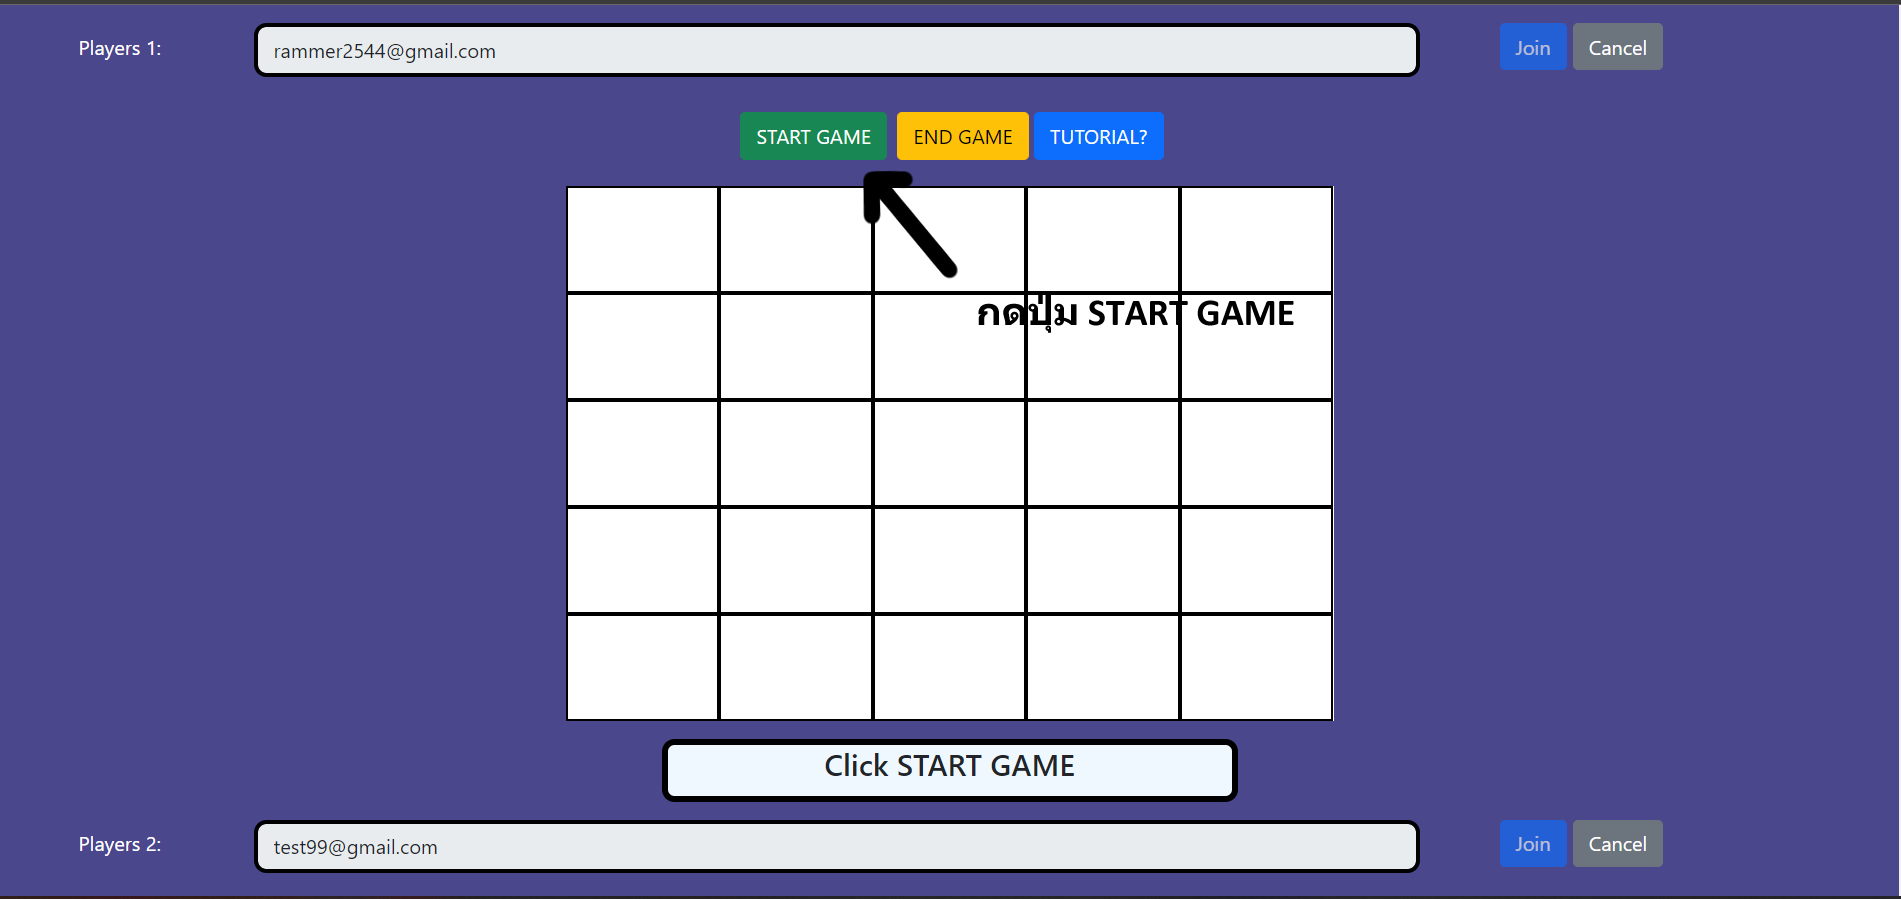 Players 1:
rammer2544@gmail.com
Join
Cancel
START GAME
END GAME
TUTORIAL?
กดปุ่ม START GAME
Click START GAME
Players 2:
test99@gmail.com
Join
Cancel